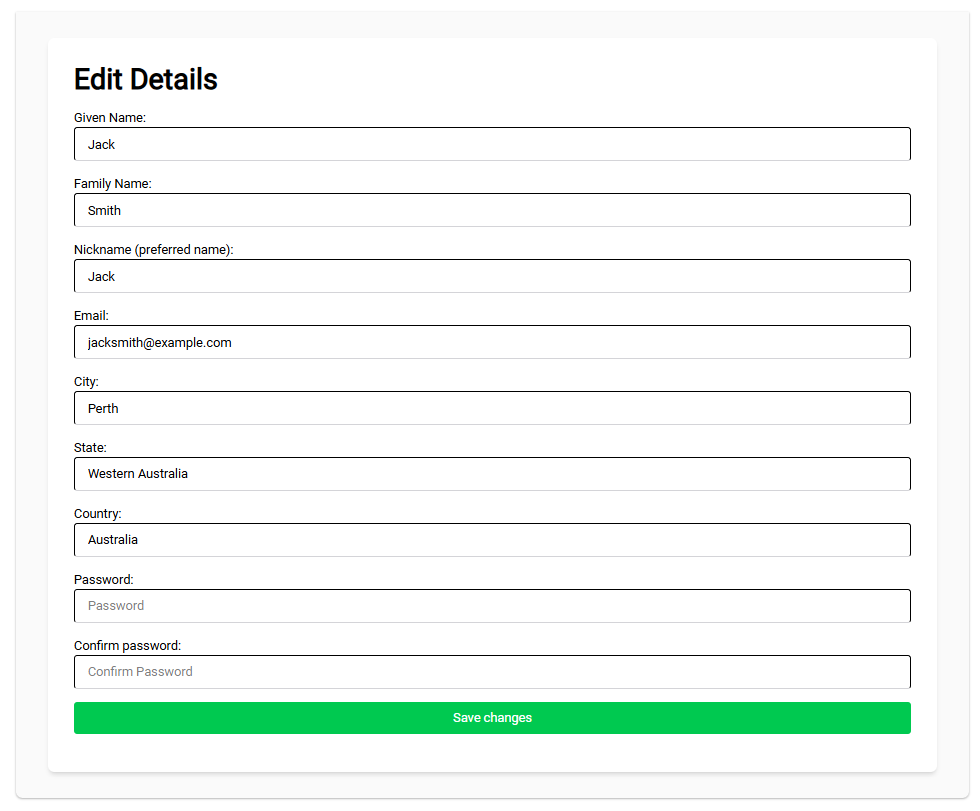 Edit Details
Given Name:
Jack
Family Name:
Smith
Nickname (preferred name):
Jack
Email:
jacksmith@example.com
City:
Perth
State:
Western Australia
Country:
Australia
Password:
Password
Confirm password:
Confirm Password
Save changes